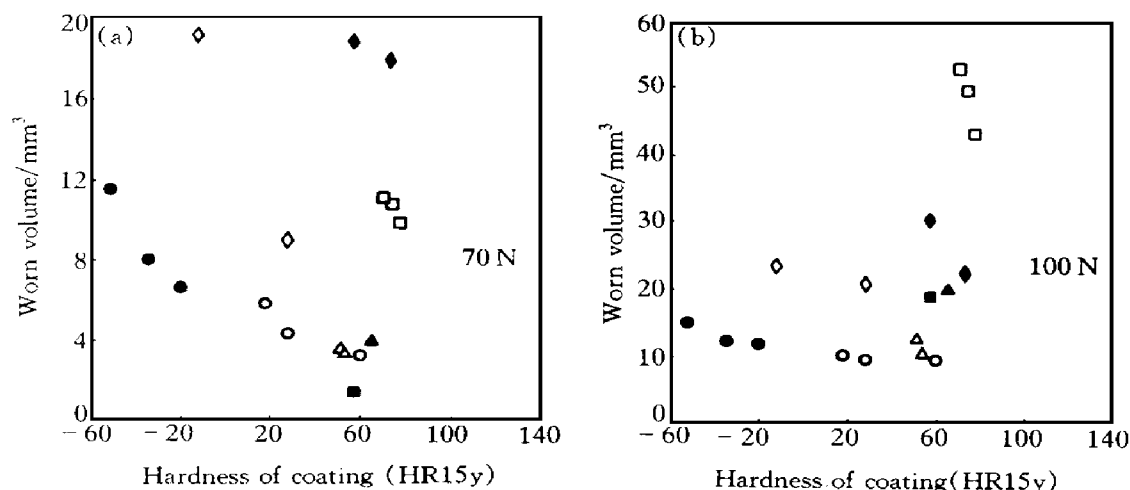 (a)
20
16
12
8
4
0
Worn volume/mm³
70 N
-60 -20 20 60 100 140
Hardness of coating (HR15y)
(b)
60
50
40
30
20
10
0
Worn volume/mm³
100 N
-60 -20 20 60 100 140
Hardness of coating(HR15y)